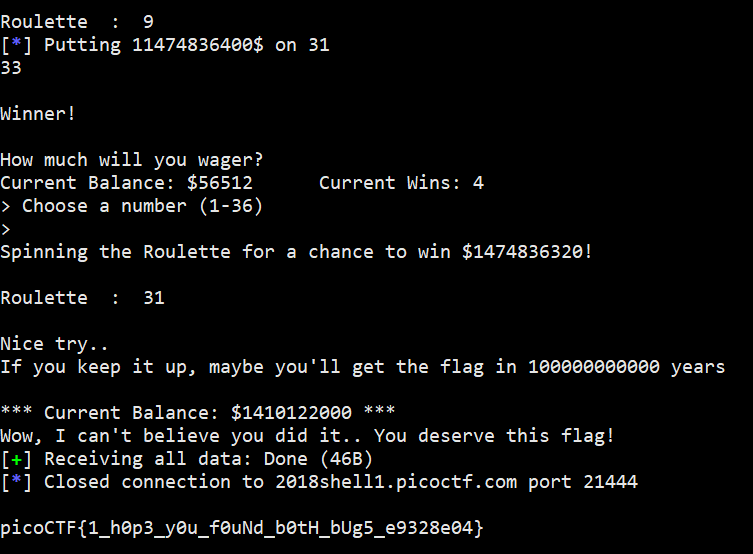 Roulette  :  9
[*] Putting 11474836400$ on 31
33
Winner!
How much will you wager?
Current Balance: $56512      Current Wins: 4
> Choose a number (1-36)
>
Spinning the Roulette for a chance to win $1474836320!
Roulette  :  31
Nice try..
If you keep it up, maybe you'll get the flag in 100000000000 years
*** Current Balance: $1410122000 ***
Wow, I can't believe you did it.. You deserve this flag!
[+] Receiving all data: Done (46B)
[*] Closed connection to 2018shell1.picoctf.com port 21444
picoCTF{1_h0p3_y0u_f0uNd_b0tH_bUg5_e9328e04}